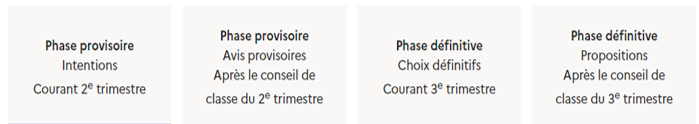 Phase provisoire
Intentions
Courant 2e trimestre
Phase provisoire
Avis provisoires
Après le conseil de
classe du 2e trimestre
Phase définitive
Choix définitifs
Courant 3e trimestre
Phase définitive
Propositions
Après le conseil de
classe du 3e trimestre